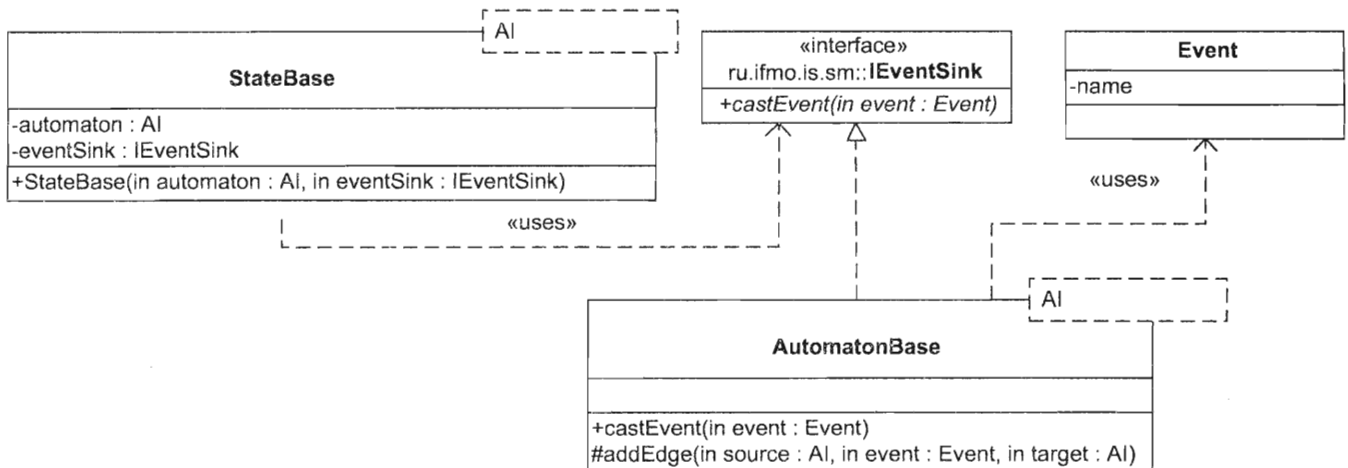 AI
StateBase
-automaton : AI
-eventSink : IEventSink
+StateBase(in automaton : AI, in eventSink : IEventSink)
«uses»
«interface»
ru.ifmo.is.sm::IEventSink
+castEvent(in event : Event)
Event
-name
«uses»
AI
AutomatonBase
+castEvent(in event : Event)
#addEdge(in source : AI, in event : Event, in target : AI)